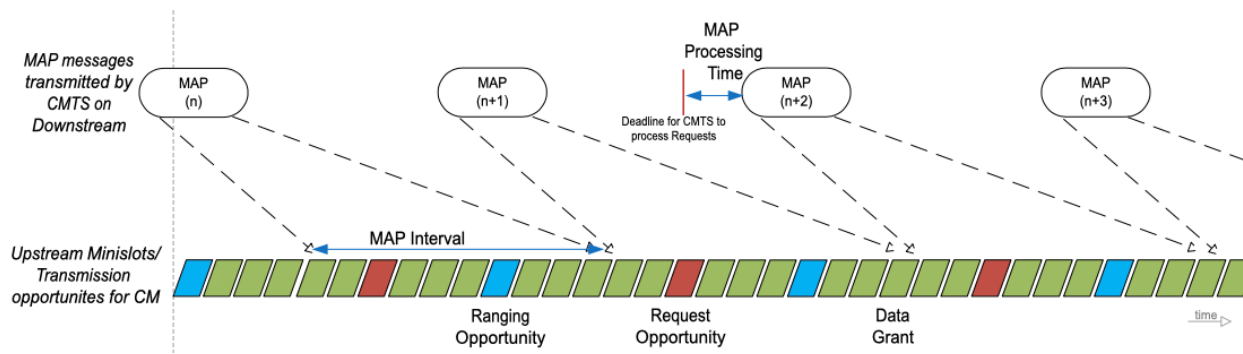 MAP messages
transmitted by
CMTS on
Downstream
MAP
(n)
MAP
(n+1)
MAP
Processing
Time
Deadline for CMTS to
process Requests
MAP
(n+2)
MAP
(n+3)
Upstream Minislots/
Transmission
opportunites for CM
MAP Interval
Ranging
Opportunity
Request
Opportunity
Data
Grant
time